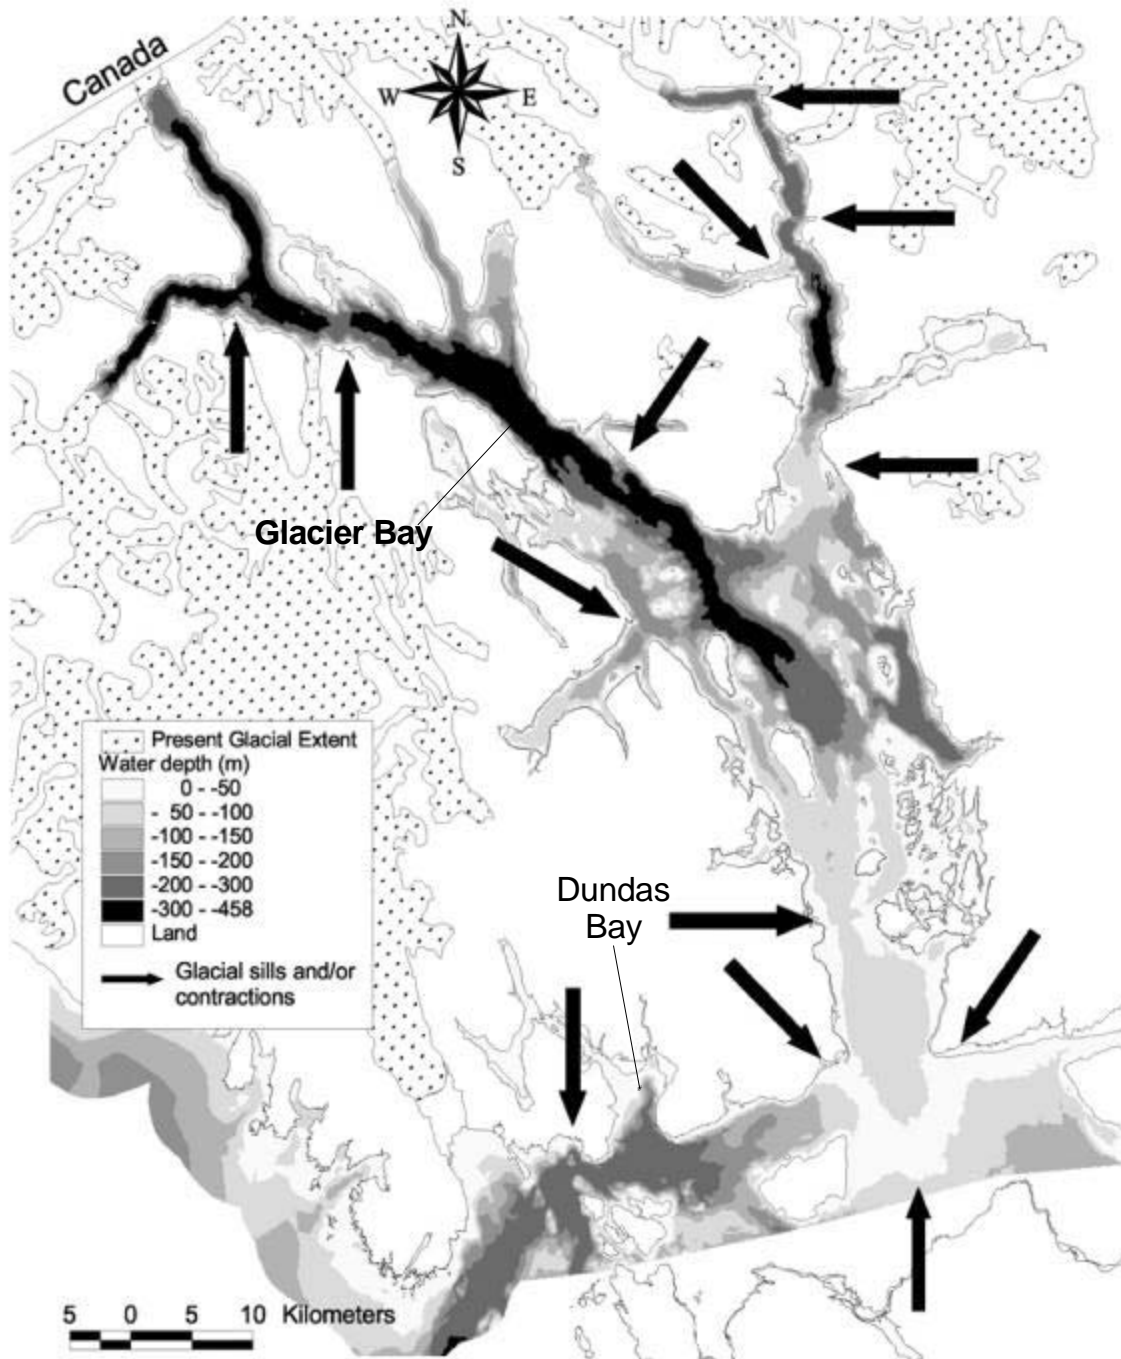 Canada
N
W E
S
Glacier Bay
Present Glacial Extent
Water depth (m)
0 - -50
- 50 - -100
-100 - -150
-150 - -200
-200 - -300
-300 - -458
Land
Glacial sills and/or
contractions
Dundas
Bay
5 0 5 10 Kilometers